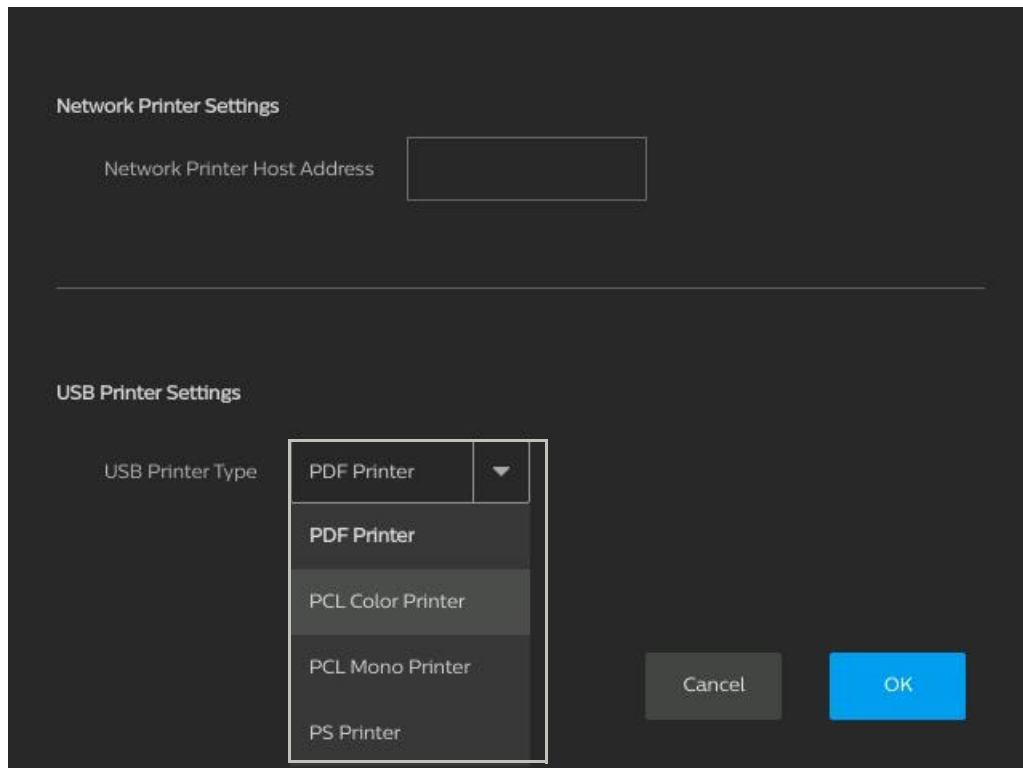 Network Printer Settings
Network Printer Host Address
USB Printer Settings
USB Printer Type
PDF Printer
PDF Printer
PCL Color Printer
PCL Mono Printer
PS Printer
Cancel
OK